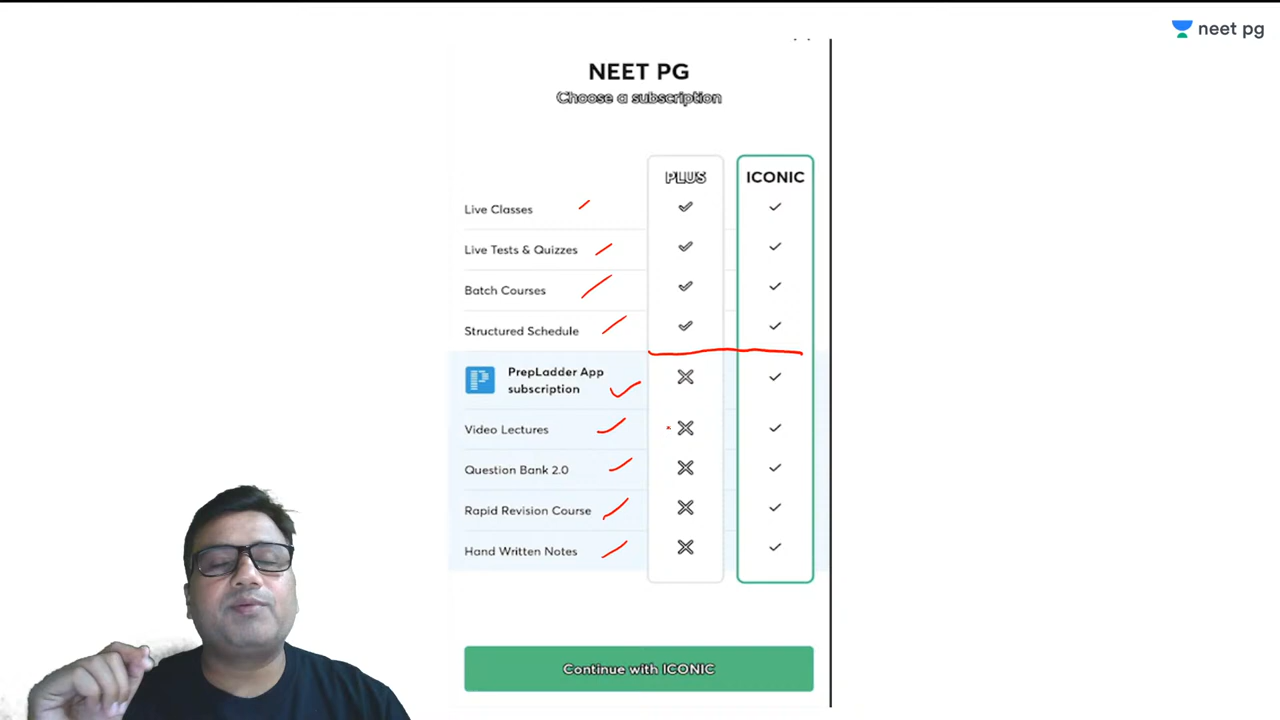 neet pg
NEET PG
Choose a subscription
PLUS
ICONIC
Live Classes
Live Tests & Quizzes
Batch Courses
Structured Schedule
PrepLadder App
subscription
Video Lectures
Question Bank 2.0
Rapid Revision Course
Hand Written Notes
Continue with ICONIC